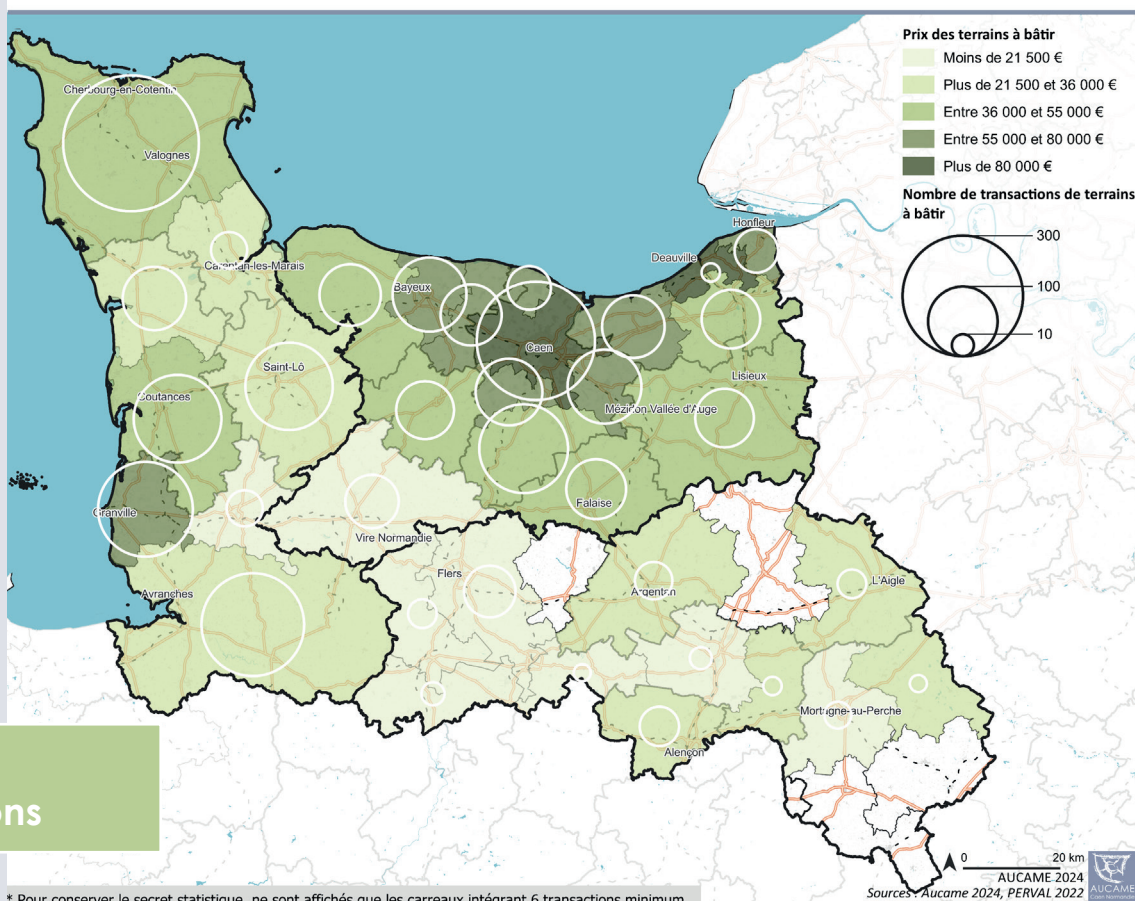 Prix des terrains à bâtir
Moins de 21 500 €
Plus de 21 500 et 36 000 €
Entre 36 000 et 55 000 €
Entre 55 000 et 80 000 €
Plus de 80 000 €
Nombre de transactions de terrains
à bâtir
300
100
10
Cherbourg-en-Cotentin
Valognes
Honfleur
Deauville
Carentan-les-Marais
Bayeux
Caen
Saint-Lô
Lisieux
Coutances
Mézidon Vallée d'Auge
Granville
Falaise
Vire Normandie
Flers
Argentan
L'Aigle
Avranches
Mortagne-au-Perche
Alençon
ons
0 20 km
AUCAME 2024
Sources : Aucame 2024, PERVAL 2022
AUCAME
Caen Normandie
* Pour conserver le secret statistique, ne sont affichés que les carreaux intégrant 6 transactions minimum